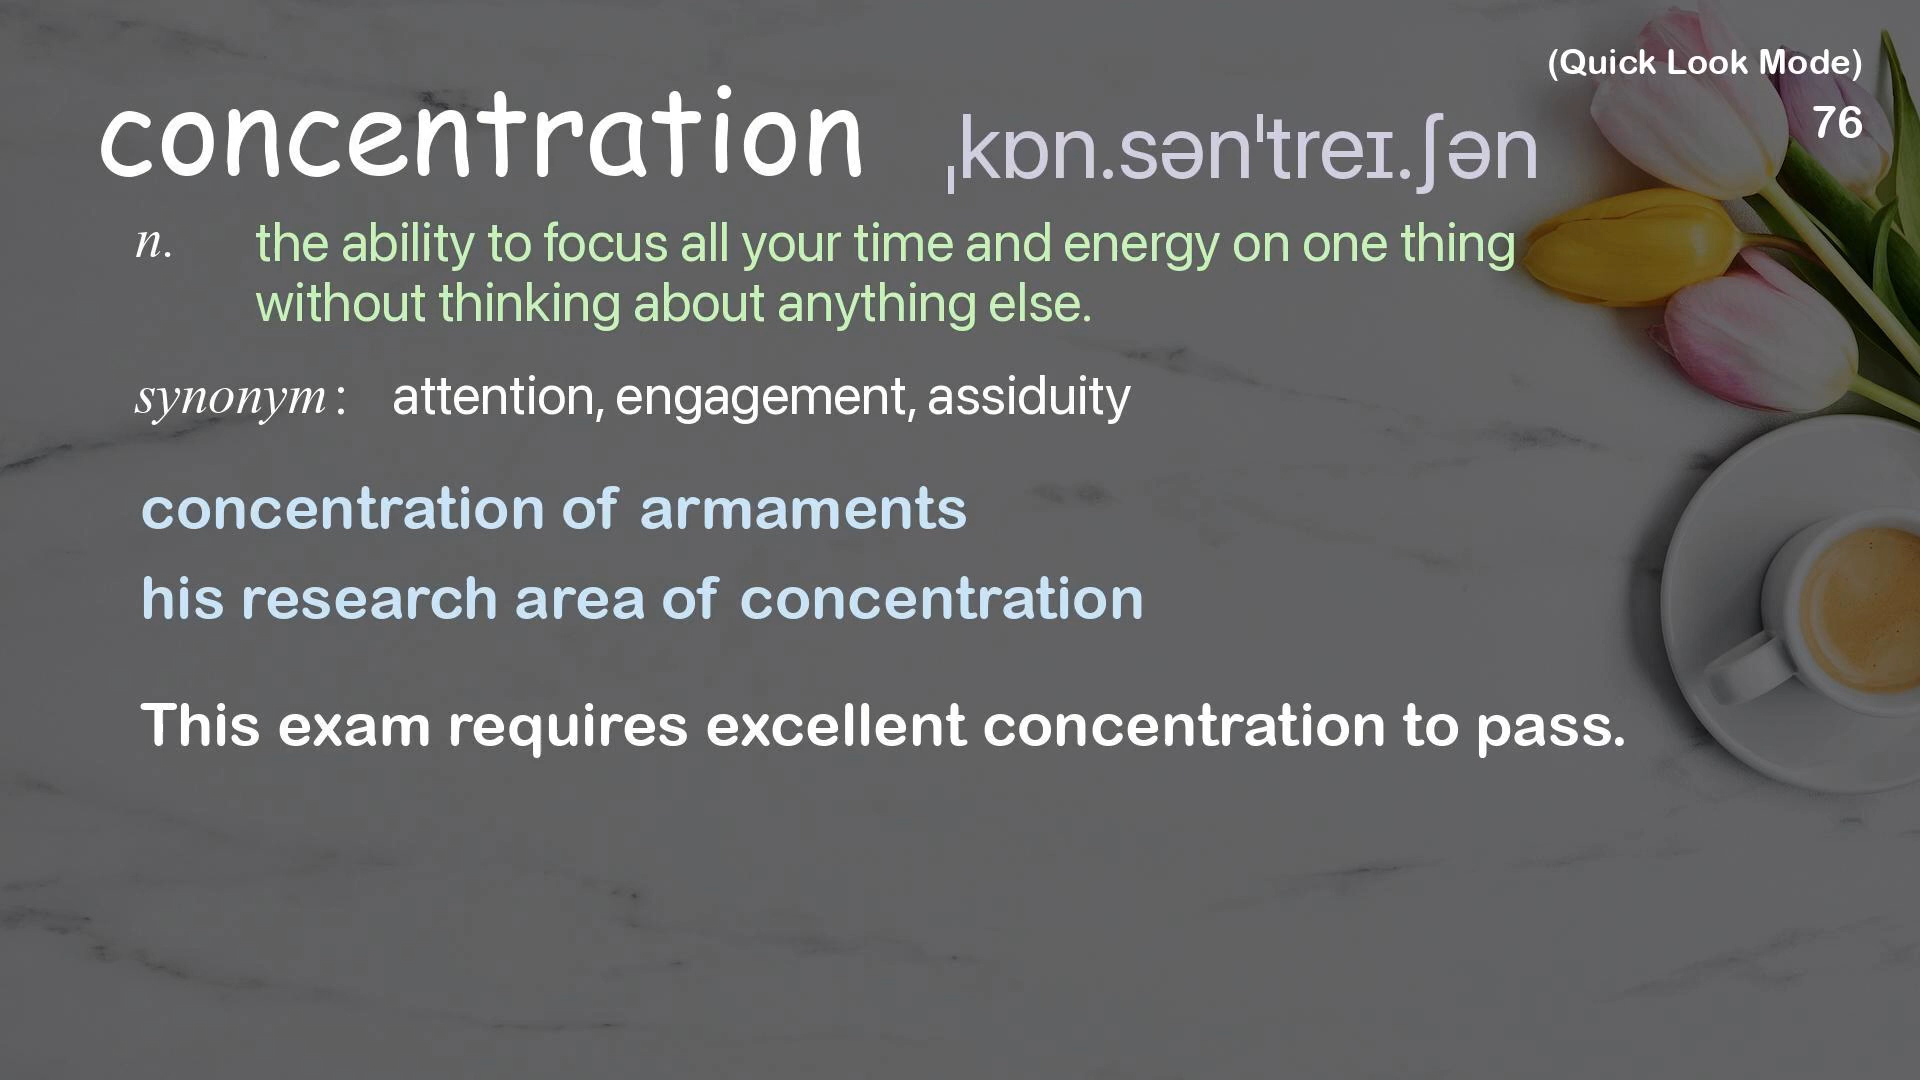 (Quick Look Mode)
76
concentration ˌkɒn.sənˈtreɪ.ʃən
n. the ability to focus all your time and energy on one thing
without thinking about anything else.
synonym: attention, engagement, assiduity
concentration of armaments
his research area of concentration
This exam requires excellent concentration to pass.